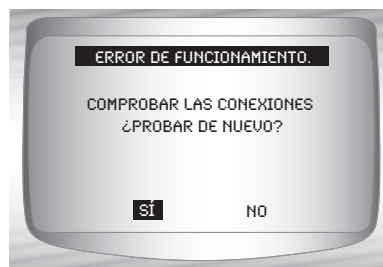 ERROR DE FUNCIONAMIENTO.
COMPROBAR LAS CONEXIONES
¿PROBAR DE NUEVO?
SÍ NO